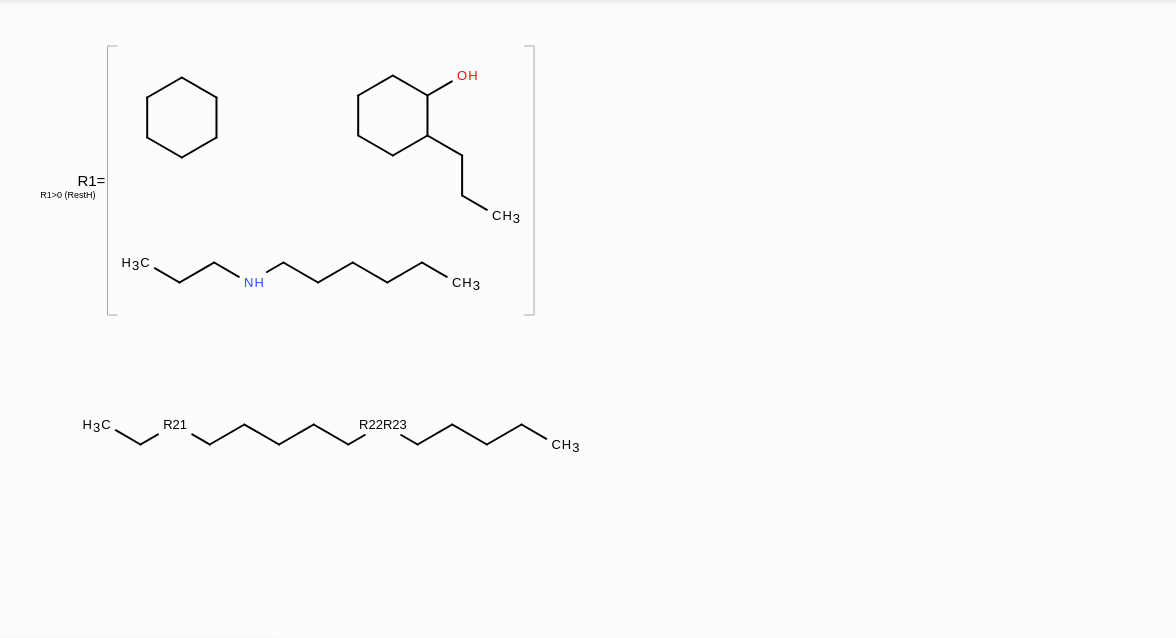 OH
R1=
R1>0 (RestH)
CH3
H3C NH CH3
H3C R21 R22R23 CH3